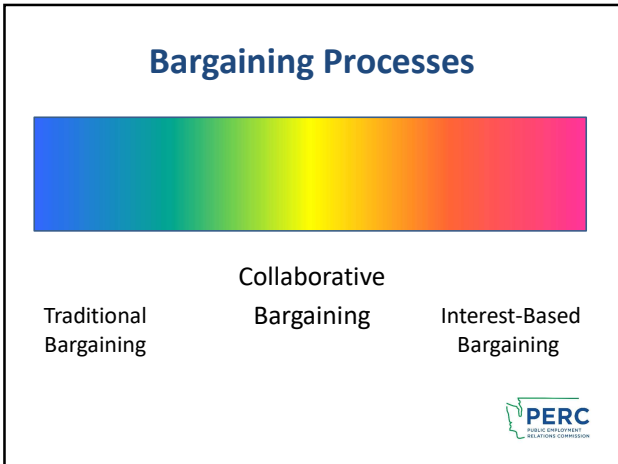 Bargaining Processes
Collaborative
Bargaining
Traditional
Bargaining
Interest-Based
Bargaining
PERC
PUBLIC EMPLOYMENT
RELATIONS COMMISSION